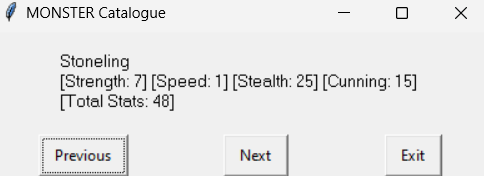 MONSTER Catalogue
Stoneling
[Strength: 7] [Speed: 1] [Stealth: 25] [Cunning: 15]
[Total Stats: 48]
Previous
Next
Exit